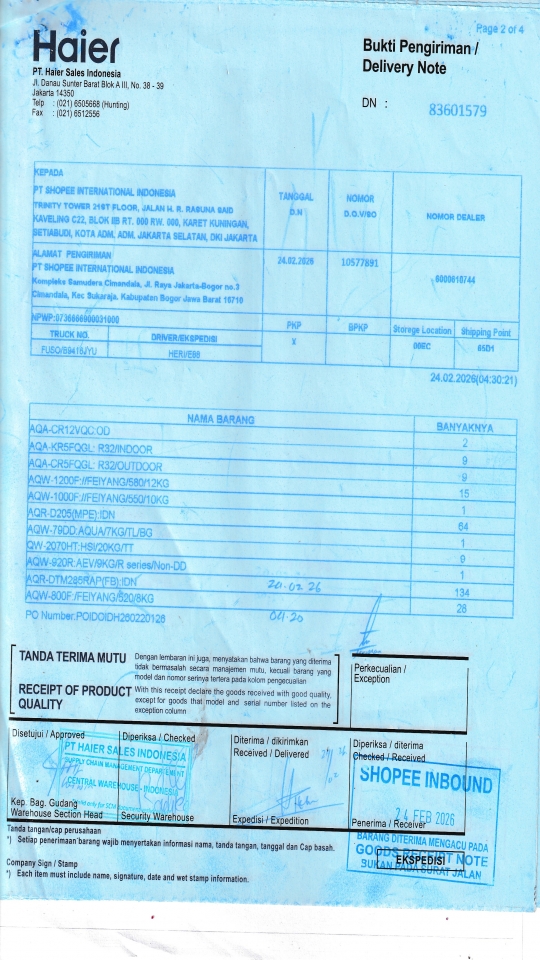 Page 2 of 4
Haier
Bukti Pengiriman /
Delivery Note
PT. Haier Sales Indonesia
Jl. Danau Sunter Barat Blok A III, No. 38 - 39
Jakarta 14350
Telp : (021) 6505668 (Hunting)
Fax : (021) 6512556
DN : 83601579
KEPADA
PT SHOPEE INTERNATIONAL INDONESIA
TRINITY TOWER 21ST FLOOR, JALAN H. R. RASUNA SAID
KAVELING C22, BLOK IIB RT. 000 RW. 000, KARET KUNINGAN,
SETIABUDI, KOTA ADM, ADM. JAKARTA SELATAN, DKI JAKARTA
TANGGAL
D.N
NOMOR
D.O.V/SO
NOMOR DEALER
ALAMAT PENGIRIMAN
PT SHOPEE INTERNATIONAL INDONESIA
Kompleks Samudera Cimandala, Jl. Raya Jakarta-Bogor no.3
Cimandala, Kec Sukaraja. Kabupaten Bogor Jawa Barat 16710
24.02.2026
10577891
6000010744
NPWP:0736666900031000
PKP BPKP Storage Location Shipping Point
TRUCK NO. DRIVER/EKSPEDISI X 00EC 65D1
HERI/E66
24.02.2026(04:30:21)
NAMA BARANG BANYAKNYA
AQA-CR12VQC:OD 2
AQA-KR5FQGL: R32/INDOOR 9
AQA-CR5FQGL: R32/OUTDOOR 9
AQW-1200F://FEIYANG/580/12KG 15
AQW-1000F:/FEIYANG/550/10KG 1
AQR-D205(MPE):IDN 64
AQW-79DD:AQUA/7KG/TL/BG 1
QW-2070HT:HSI/20KG/TT 9
AQW-920R:AEV/9KG/R series/Non-DD 1
AQR-DTM285RAP(FB):IDN 134
AQW-800F:/FEIYANG/520/8KG 26
24.02.26
PO Number:POIDGIDH260220126
04.20
TANDA TERIMA MUTU
Dengan lembaran ini juga, menyatakan bahwa barang yang diterima
tidak bermasalah secara manajemen mutu, kecuali barang yang
model dan nomor serinya tertera pada kolom pengecualian
RECEIPT OF PRODUCT
QUALITY
With this receipt declare the goods received with good quality,
except for goods that model and serial number listed on the
exception column
Perkecualian /
Exception
Disetujui / Approved
Diperiksa / Checked
Diterima / dikirimkan
Received / Delivered
Diperiksa / diterima
Checked / Received
PT HAIER SALES INDONESIA
SUPPLY CHAIN MANAGEMENT DEPARTEMENT
CENTRAL WAREHOUSE - INDONESIA
SHOPEE INBOUND
24 FEB 2026
Kep. Bag. Gudang
Warehouse Section Head
Security Warehouse
Expedisi / Expedition
Penerima / Receiver
BARANG DITERIMA MENGACU PADA
GOODS RECEIPT NOTE
BUKAN PADA SURAT JALAN
EKSPEDISI
Tanda tangan/cap perusahaan
*) Setiap penerimaan barang wajib menyertakan informasi nama, tanda tangan, tanggal dan Cap basah.
Company Sign / Stamp
*) Each item must include name, signature, date and wet stamp information.